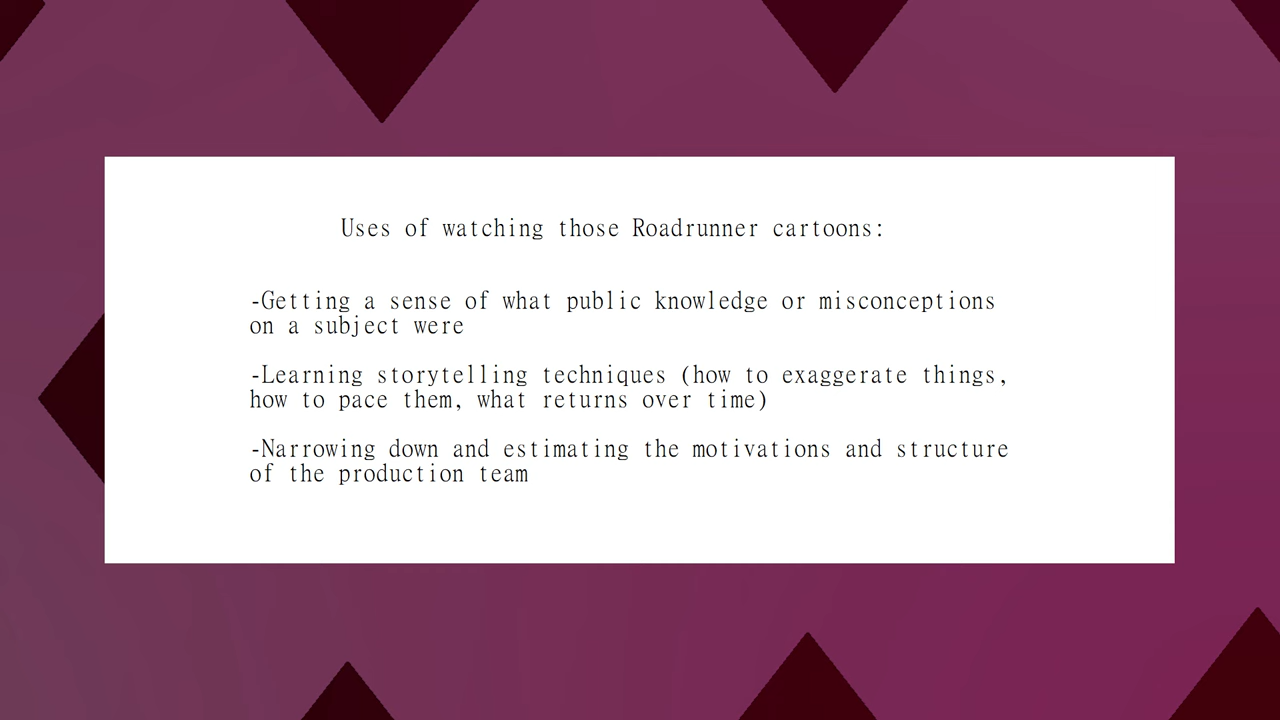 Uses of watching those Roadrunner cartoons:
-Getting a sense of what public knowledge or misconceptions
on a subject were
-Learning storytelling techniques (how to exaggerate things,
how to pace them, what returns over time)
-Narrowing down and estimating the motivations and structure
of the production team